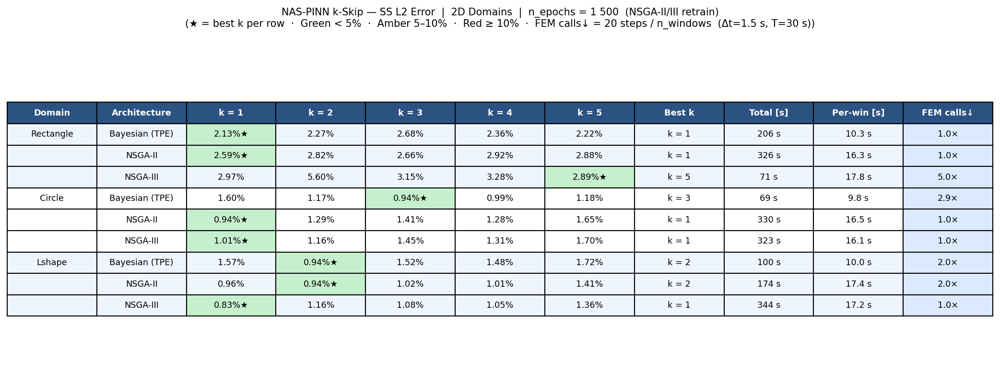 NAS-PINN k-Skip — SS L2 Error | 2D Domains | n_epochs = 1 500 (NSGA-II/III retrain)
(★ = best k per row · Green < 5% · Amber 5–10% · Red ≥ 10% · FEM calls↓ = 20 steps / n_windows (Δt=1.5 s, T=30 s))
Domain Architecture k = 1 k = 2 k = 3 k = 4 k = 5 Best k Total [s] Per-win [s] FEM calls↓
Rectangle Bayesian (TPE) 2.13%★ 2.27% 2.68% 2.36% 2.22% k = 1 206 s 10.3 s 1.0×
NSGA-II 2.59%★ 2.82% 2.66% 2.92% 2.88% k = 1 326 s 16.3 s 1.0×
NSGA-III 2.97% 5.60% 3.15% 3.28% 2.89%★ k = 5 71 s 17.8 s 5.0×
Circle Bayesian (TPE) 1.60% 1.17% 0.94%★ 0.99% 1.18% k = 3 69 s 9.8 s 2.9×
NSGA-II 0.94%★ 1.29% 1.41% 1.28% 1.65% k = 1 330 s 16.5 s 1.0×
NSGA-III 1.01%★ 1.16% 1.45% 1.31% 1.70% k = 1 323 s 16.1 s 1.0×
Lshape Bayesian (TPE) 1.57% 0.94%★ 1.52% 1.48% 1.72% k = 2 100 s 10.0 s 2.0×
NSGA-II 0.96% 0.94%★ 1.02% 1.01% 1.41% k = 2 174 s 17.4 s 2.0×
NSGA-III 0.83%★ 1.16% 1.08% 1.05% 1.36% k = 1 344 s 17.2 s 1.0×